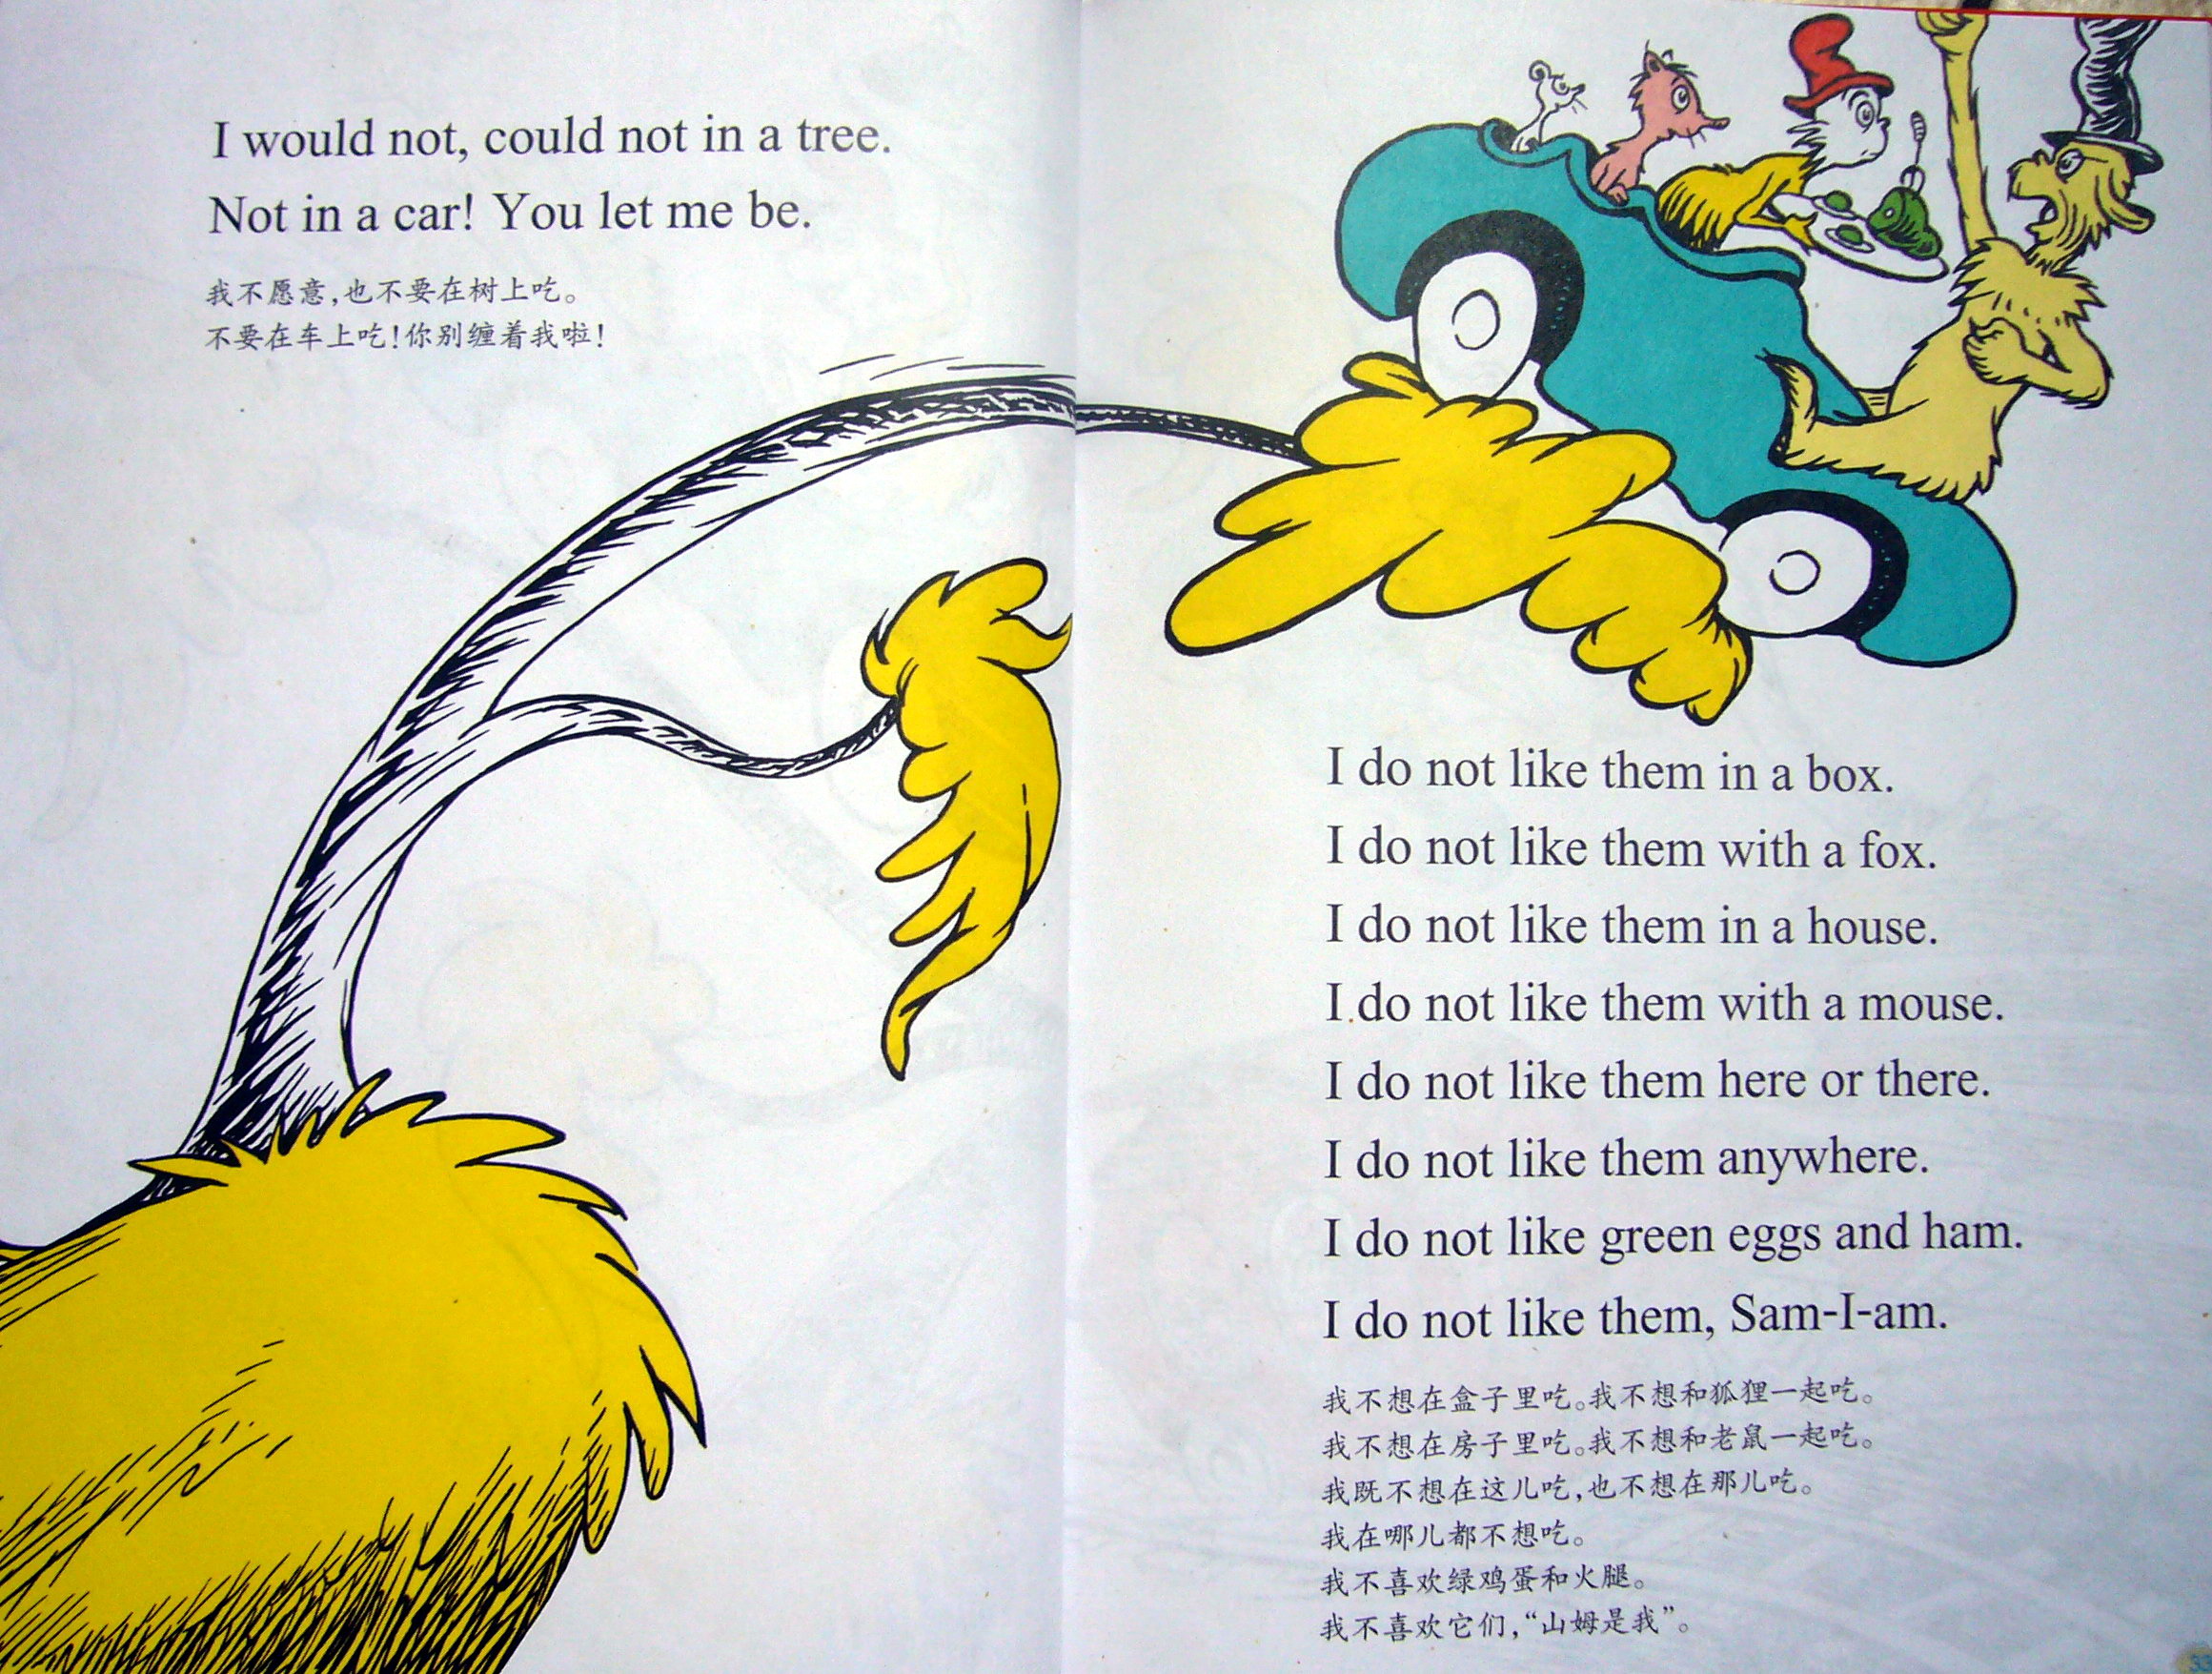 I would not, could not in a tree.
Not in a car! You let me be.
我不愿意,也不要在树上吃。
不要在车上吃!你别缠着我啦!
I do not like them in a box.
I do not like them with a fox.
I do not like them in a house.
I do not like them with a mouse.
I do not like them here or there.
I do not like them anywhere.
I do not like green eggs and ham.
I do not like them, Sam-I-am.
我不想在盒子里吃。我不想和狐狸一起吃。
我不想在房子里吃。我不想和老鼠一起吃。
我既不想在这儿吃,也不想在那儿吃。
我在哪儿都不想吃。
我不喜欢绿鸡蛋和火腿。
我不喜欢它们,“山姆是我”。